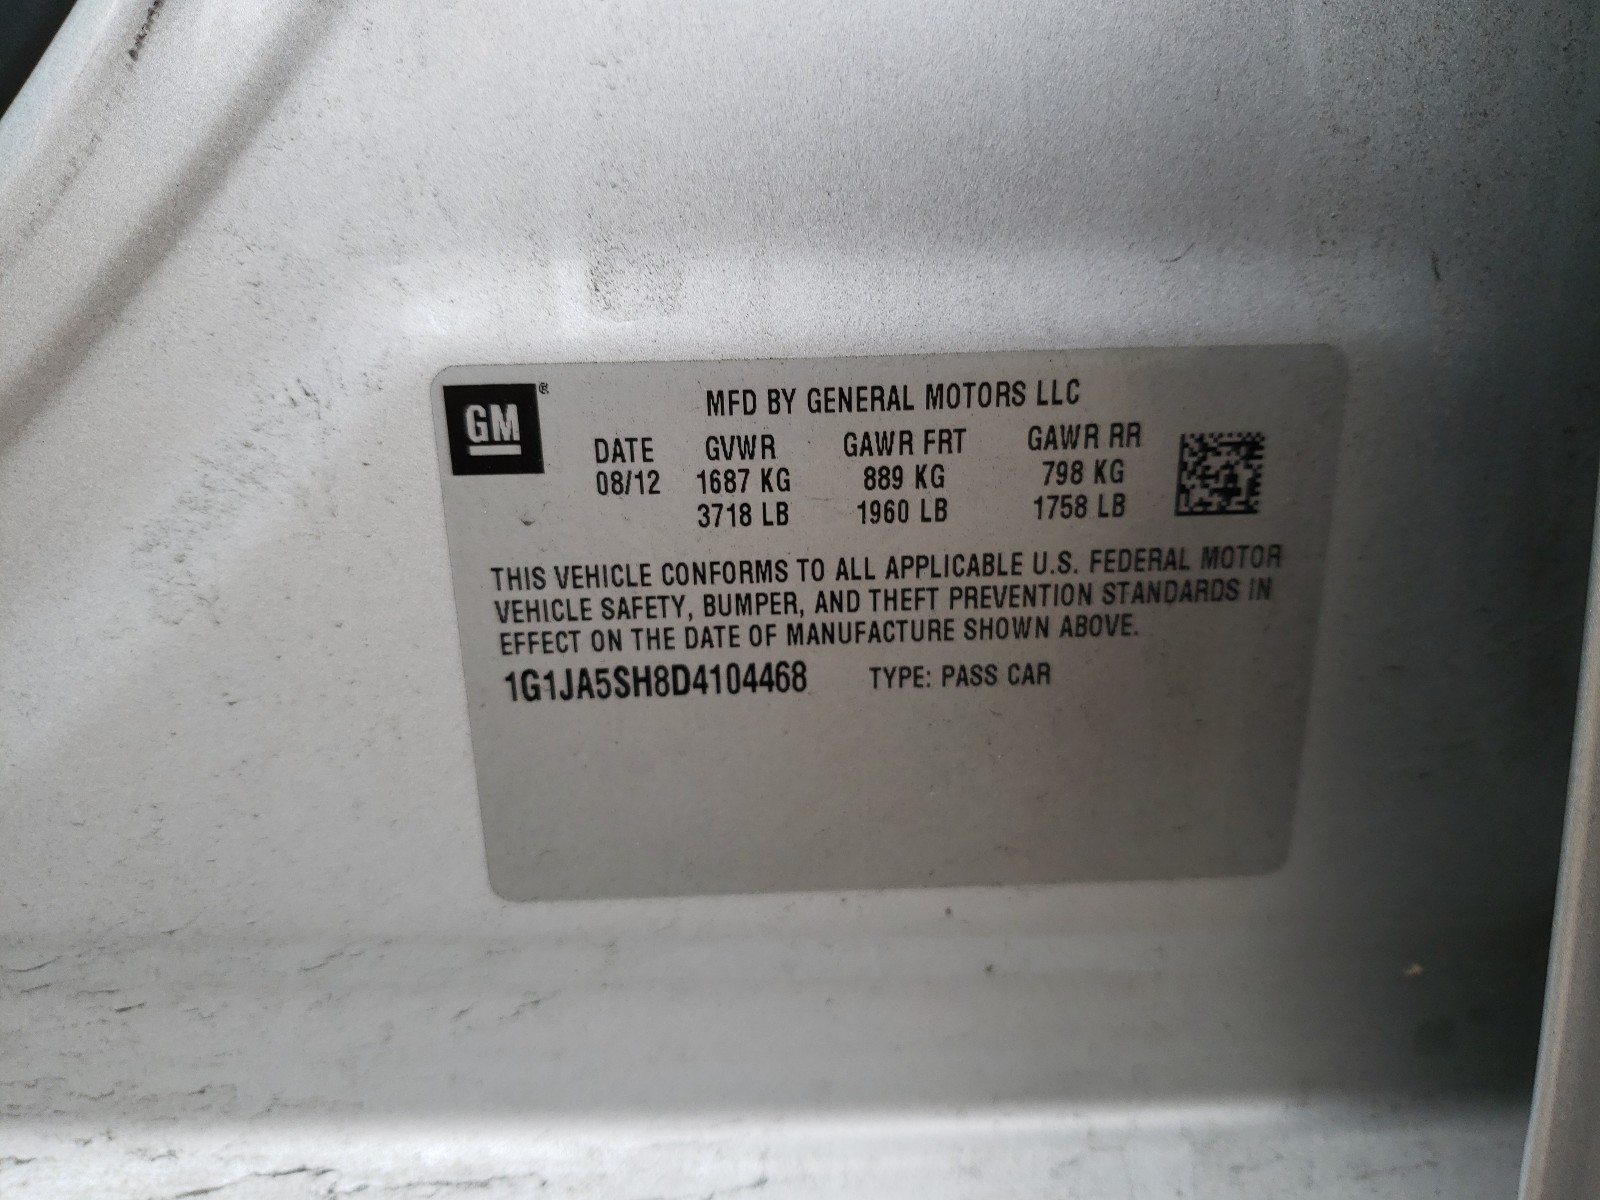 GM®
MFD BY GENERAL MOTORS LLC
DATE GVWR GAWR FRT GAWR RR
08/12 1687 KG 889 KG 798 KG
3718 LB 1960 LB 1758 LB
THIS VEHICLE CONFORMS TO ALL APPLICABLE U.S. FEDERAL MOTOR
VEHICLE SAFETY, BUMPER, AND THEFT PREVENTION STANDARDS IN
EFFECT ON THE DATE OF MANUFACTURE SHOWN ABOVE.
1G1JA5SH8D4104468 TYPE: PASS CAR